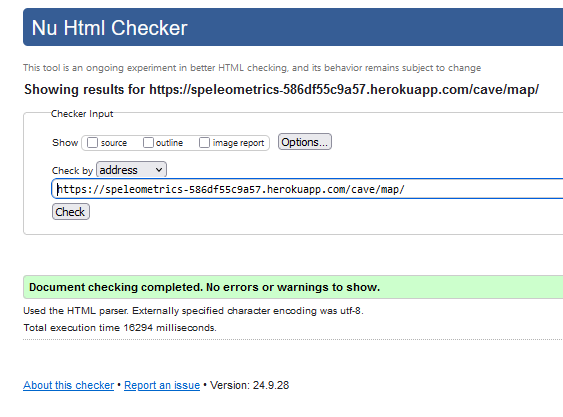 Nu Html Checker
This tool is an ongoing experiment in better HTML checking, and its behavior remains subject to change
Showing results for https://speleometrics-586df55c9a57.herokuapp.com/cave/map/
Checker Input
Show source outline image report Options...
Check by address
https://speleometrics-586df55c9a57.herokuapp.com/cave/map/
Check
Document checking completed. No errors or warnings to show.
Used the HTML parser. Externally specified character encoding was utf-8.
Total execution time 16294 milliseconds.
About this checker • Report an issue • Version: 24.9.28